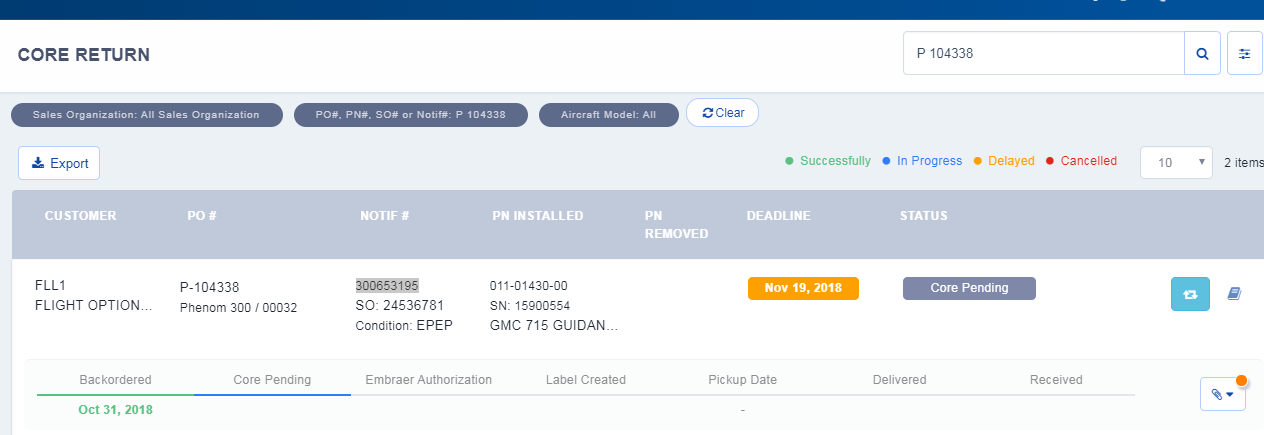 CORE RETURN
P 104338
Sales Organization: All Sales Organization
PO#, PN#, SO# or Notif#: P 104338
Aircraft Model: All
Clear
Export
Successfully
In Progress
Delayed
Cancelled
10
2 items
CUSTOMER
PO #
NOTIF #
PN INSTALLED
PN REMOVED
DEADLINE
STATUS
FLL1
FLIGHT OPTION...
P-104338
Phenom 300 / 00032
300653195
SO: 24536781
Condition: EPEP
011-01430-00
SN: 15900554
GMC 715 GUIDAN...
Nov 19, 2018
Core Pending
Backordered
Core Pending
Embraer Authorization
Label Created
Pickup Date
Delivered
Received
Oct 31, 2018
-